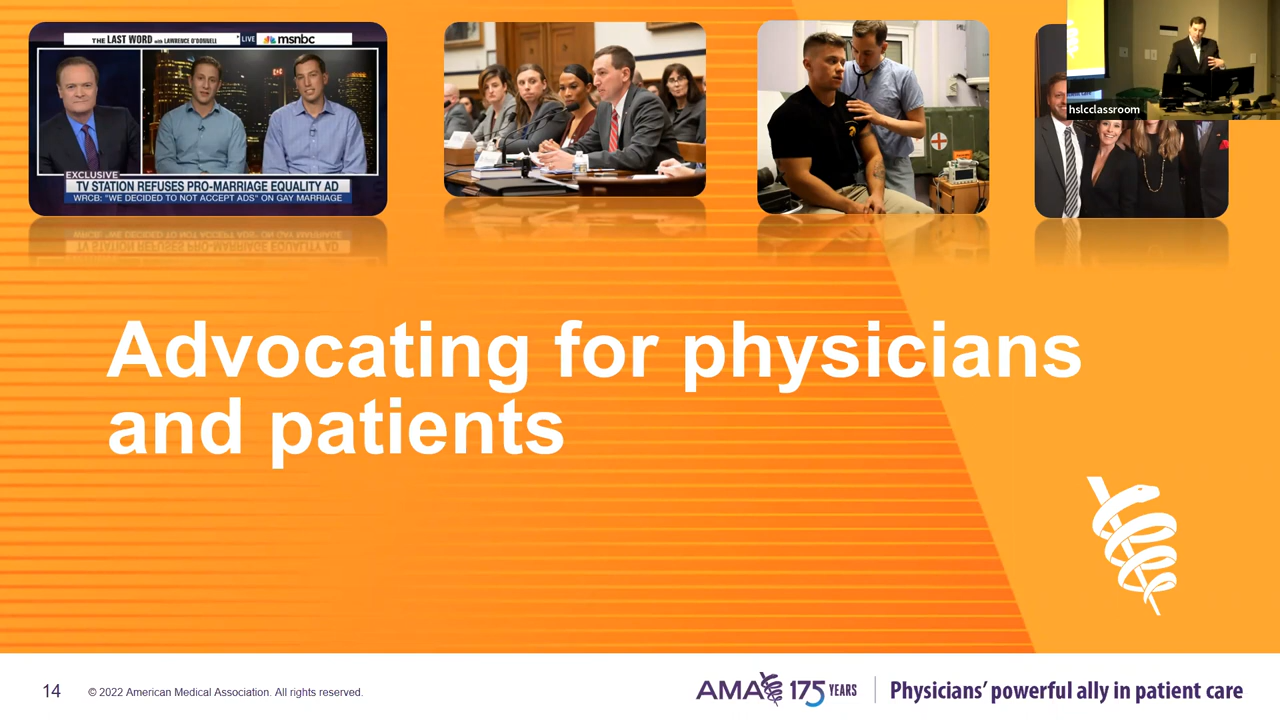 THE LAST WORD WITH LAWRENCE O'DONNELL LIVE msnbc
EXCLUSIVE
TV STATION REFUSES PRO-MARRIAGE EQUALITY AD
WRCB: "WE DECIDED TO NOT ACCEPT ADS" ON GAY MARRIAGE
hslcclassroom
Advocating for physicians
and patients
14 © 2022 American Medical Association. All rights reserved.
AMA 175 YEARS Physicians' powerful ally in patient care